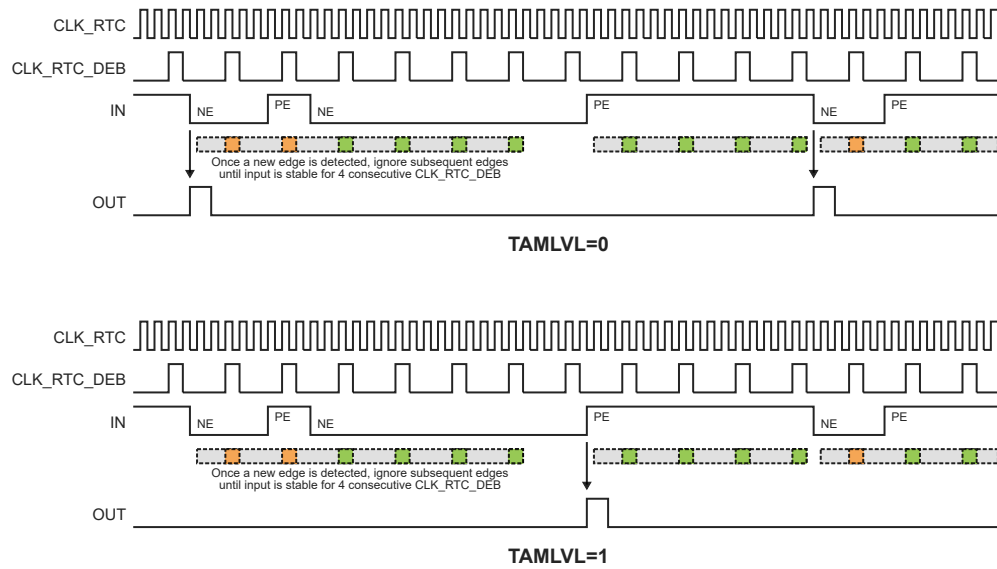 CLK_RTC
CLK_RTC_DEB
IN
NE
PE
NE
PE
NE
PE
Once a new edge is detected, ignore subsequent edges
until input is stable for 4 consecutive CLK_RTC_DEB
OUT
TAMLVL=0
CLK_RTC
CLK_RTC_DEB
IN
NE
PE
NE
PE
NE
PE
Once a new edge is detected, ignore subsequent edges
until input is stable for 4 consecutive CLK_RTC_DEB
OUT
TAMLVL=1